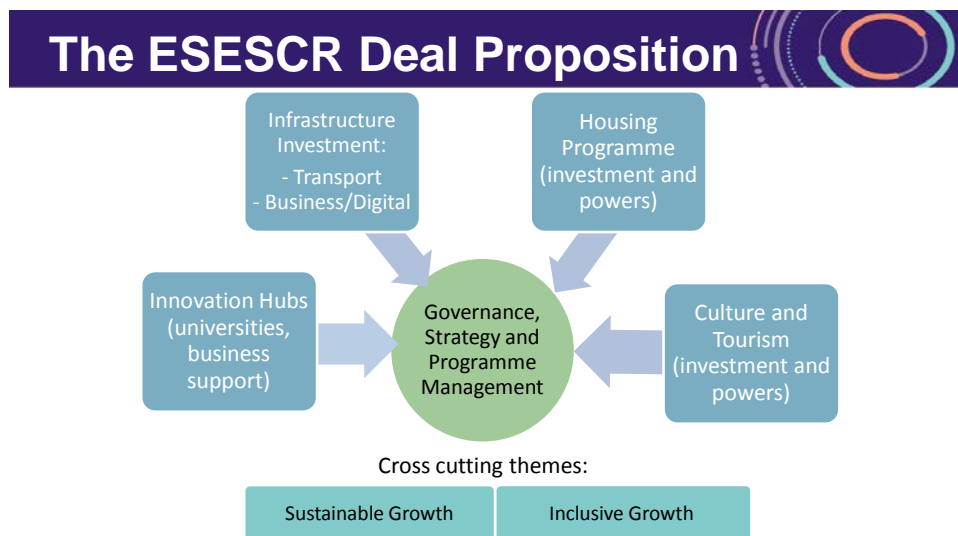 The ESESCR Deal Proposition
Infrastructure
Investment:
- Transport
- Business/Digital
Housing
Programme
(investment and
powers)
Innovation Hubs
(universities,
business
support)
Governance,
Strategy and
Programme
Management
Culture and
Tourism
(investment and
powers)
Cross cutting themes:
Sustainable Growth
Inclusive Growth